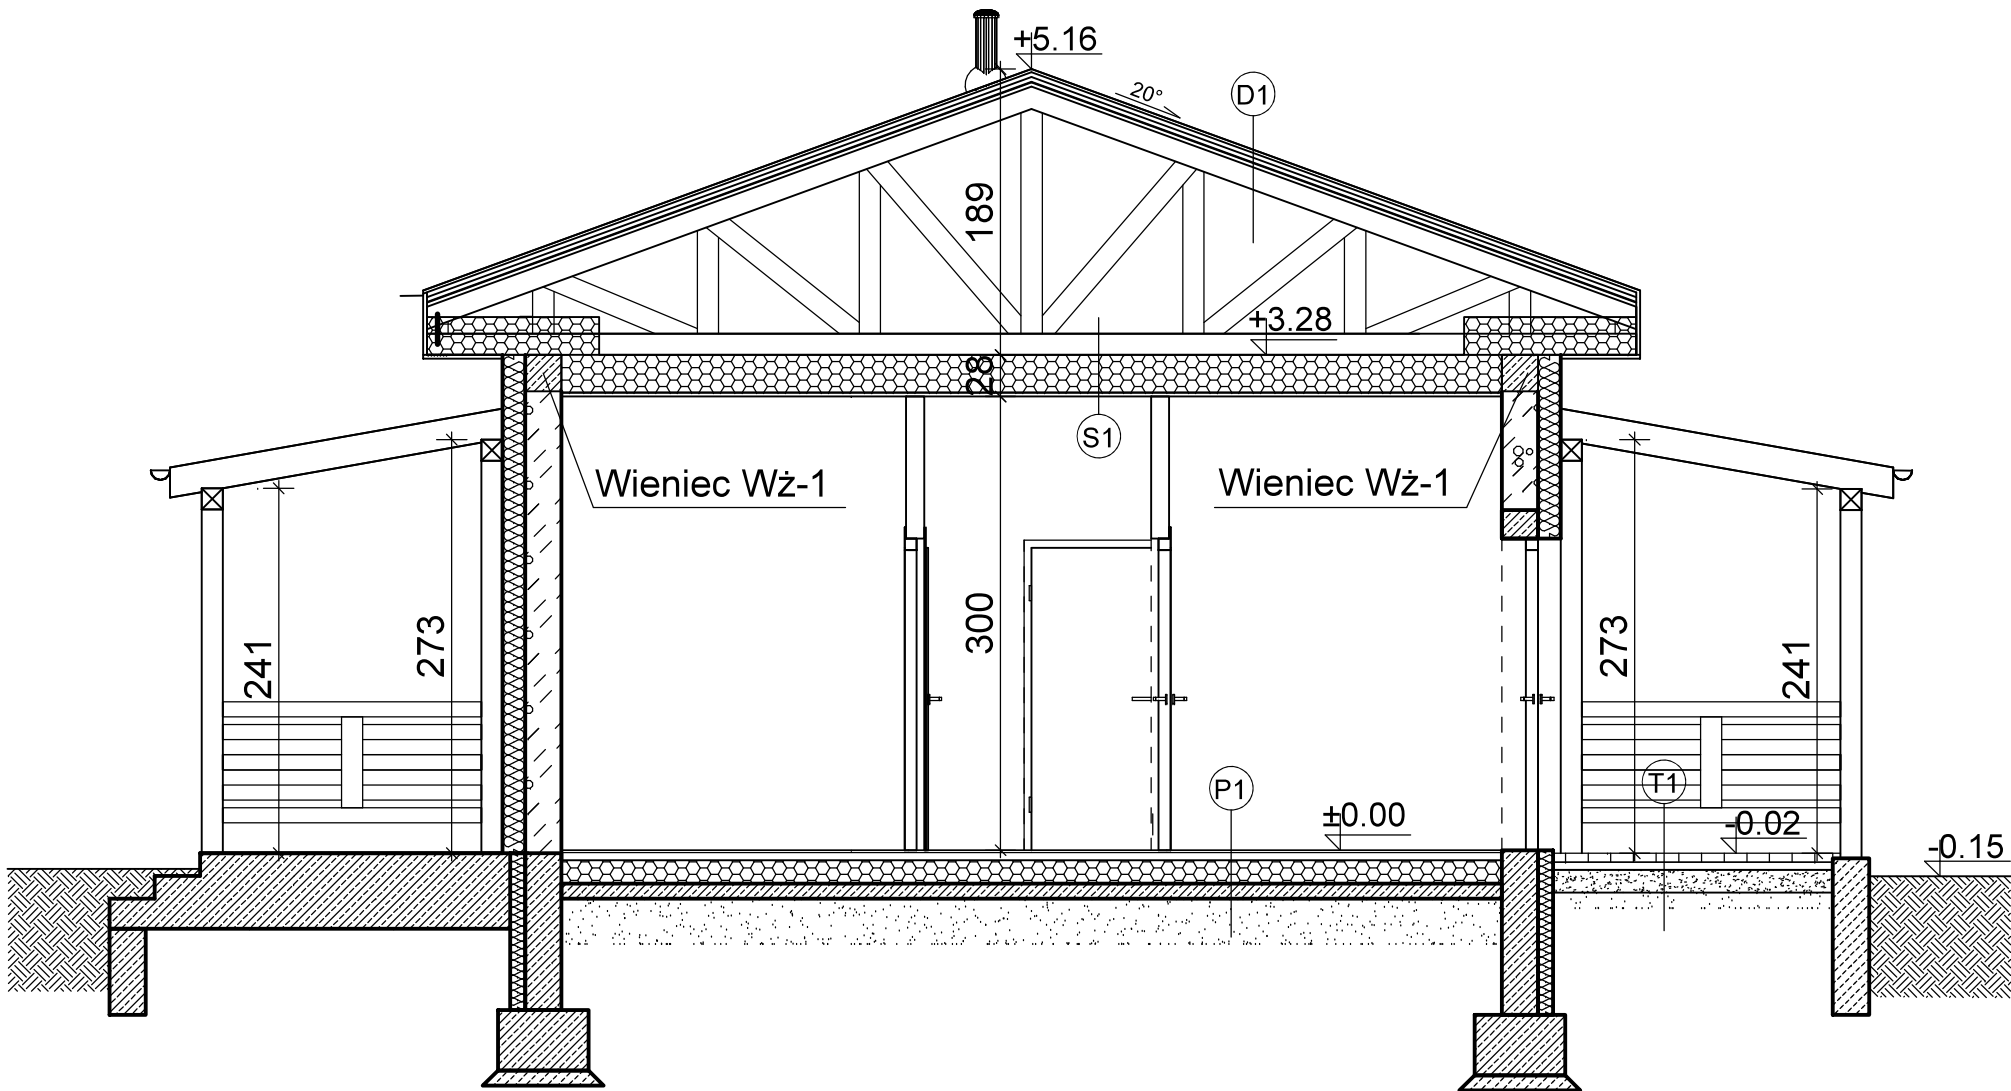 +5.16
20°
D1
189
+3.28
28
S1
Wieniec Wż-1
Wieniec Wż-1
300
273
273
241
241
T1
P1
±0.00
-0.02
-0.15